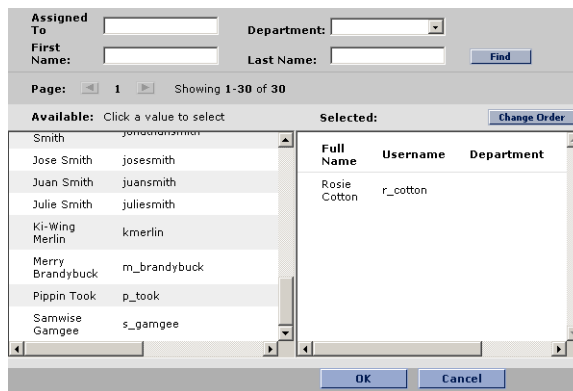 Assigned To
Department:
First Name:
Last Name:
Find
Page: 1 Showing 1-30 of 30
Available: Click a value to select
Selected:
Change Order
Smith jonathansmith
Jose Smith josesmith
Juan Smith juansmith
Julie Smith juliesmith
Ki-Wing Merlin kmerlin
Merry Brandybuck m_brandybuck
Pippin Took p_took
Samwise Gamgee s_gamgee
Full Name Username Department
Rosie Cotton r_cotton
OK
Cancel